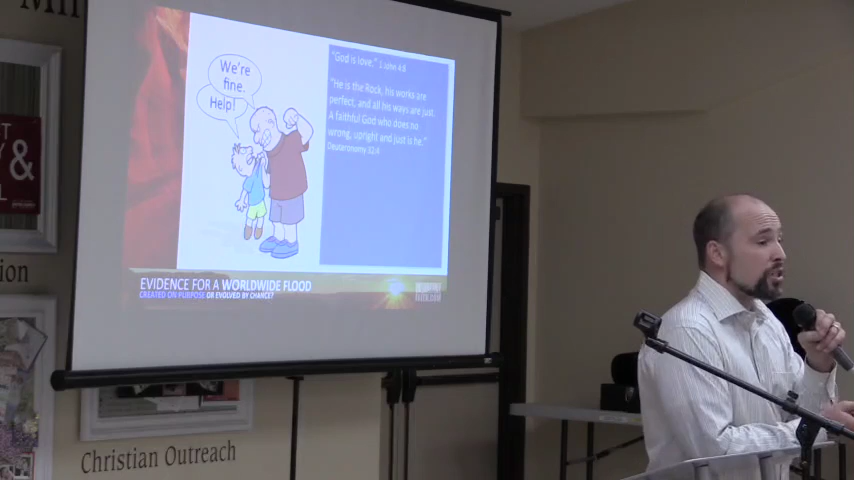 We're
fine.
Help!
"God is love." 1 John 4:8
"He is the Rock, his works are
perfect, and all his ways are just.
A faithful God who does no
wrong, upright and just is he."
Deuteronomy 32:4
EVIDENCE FOR A WORLDWIDE FLOOD
CREATED ON PURPOSE OR EVOLVED BY CHANCE?
&
Christian Outreach